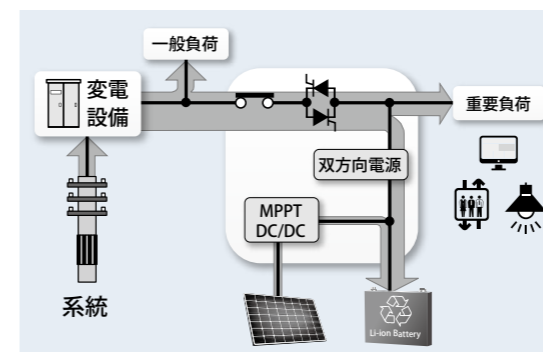 一般負荷
変電
設備
重要負荷
双方向電源
MPPT
DC/DC
系統
Li-ion Battery